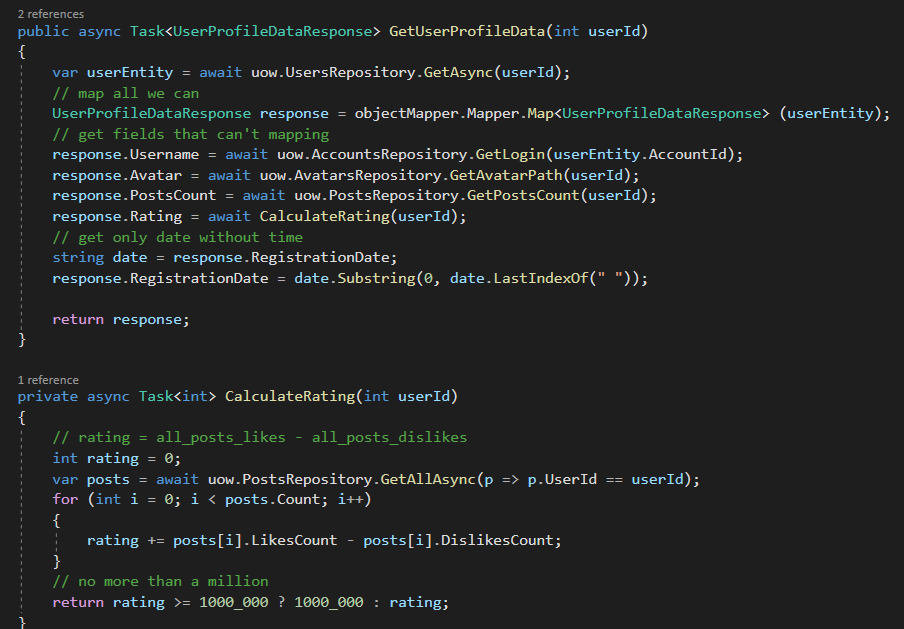 2 references
public async Task<UserProfileDataResponse> GetUserProfileData(int userId)
{
    var userEntity = await uow.UsersRepository.GetAsync(userId);
    // map all we can
    UserProfileDataResponse response = objectMapper.Mapper.Map<UserProfileDataResponse> (userEntity);
    // get fields that can't mapping
    response.Username = await uow.AccountsRepository.GetLogin(userEntity.AccountId);
    response.Avatar = await uow.AvatarsRepository.GetAvatarPath(userId);
    response.PostsCount = await uow.PostsRepository.GetPostsCount(userId);
    response.Rating = await CalculateRating(userId);
    // get only date without time
    string date = response.RegistrationDate;
    response.RegistrationDate = date.Substring(0, date.LastIndexOf(" "));

    return response;
}

1 reference
private async Task<int> CalculateRating(int userId)
{
    // rating = all_posts_likes - all_posts_dislikes
    int rating = 0;
    var posts = await uow.PostsRepository.GetAllAsync(p => p.UserId == userId);
    for (int i = 0; i < posts.Count; i++)
    {
        rating += posts[i].LikesCount - posts[i].DislikesCount;
    }
    // no more than a million
    return rating >= 1000_000 ? 1000_000 : rating;
}